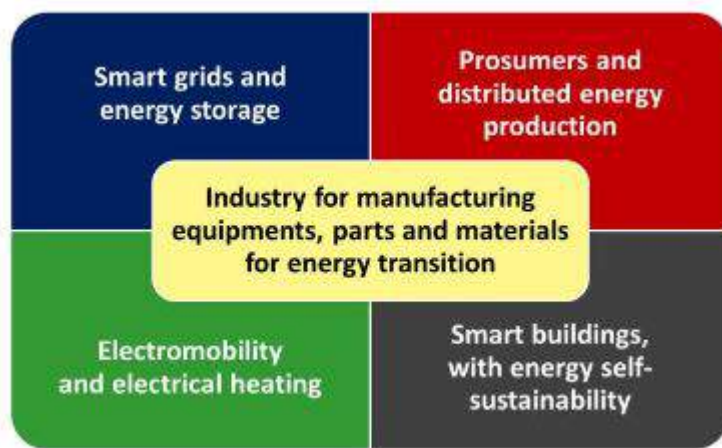 Smart grids and
energy storage
Prosumers and
distributed energy
production
Industry for manufacturing
equipments, parts and materials
for energy transition
Electromobility
and electrical heating
Smart buildings,
with energy self-
sustainability